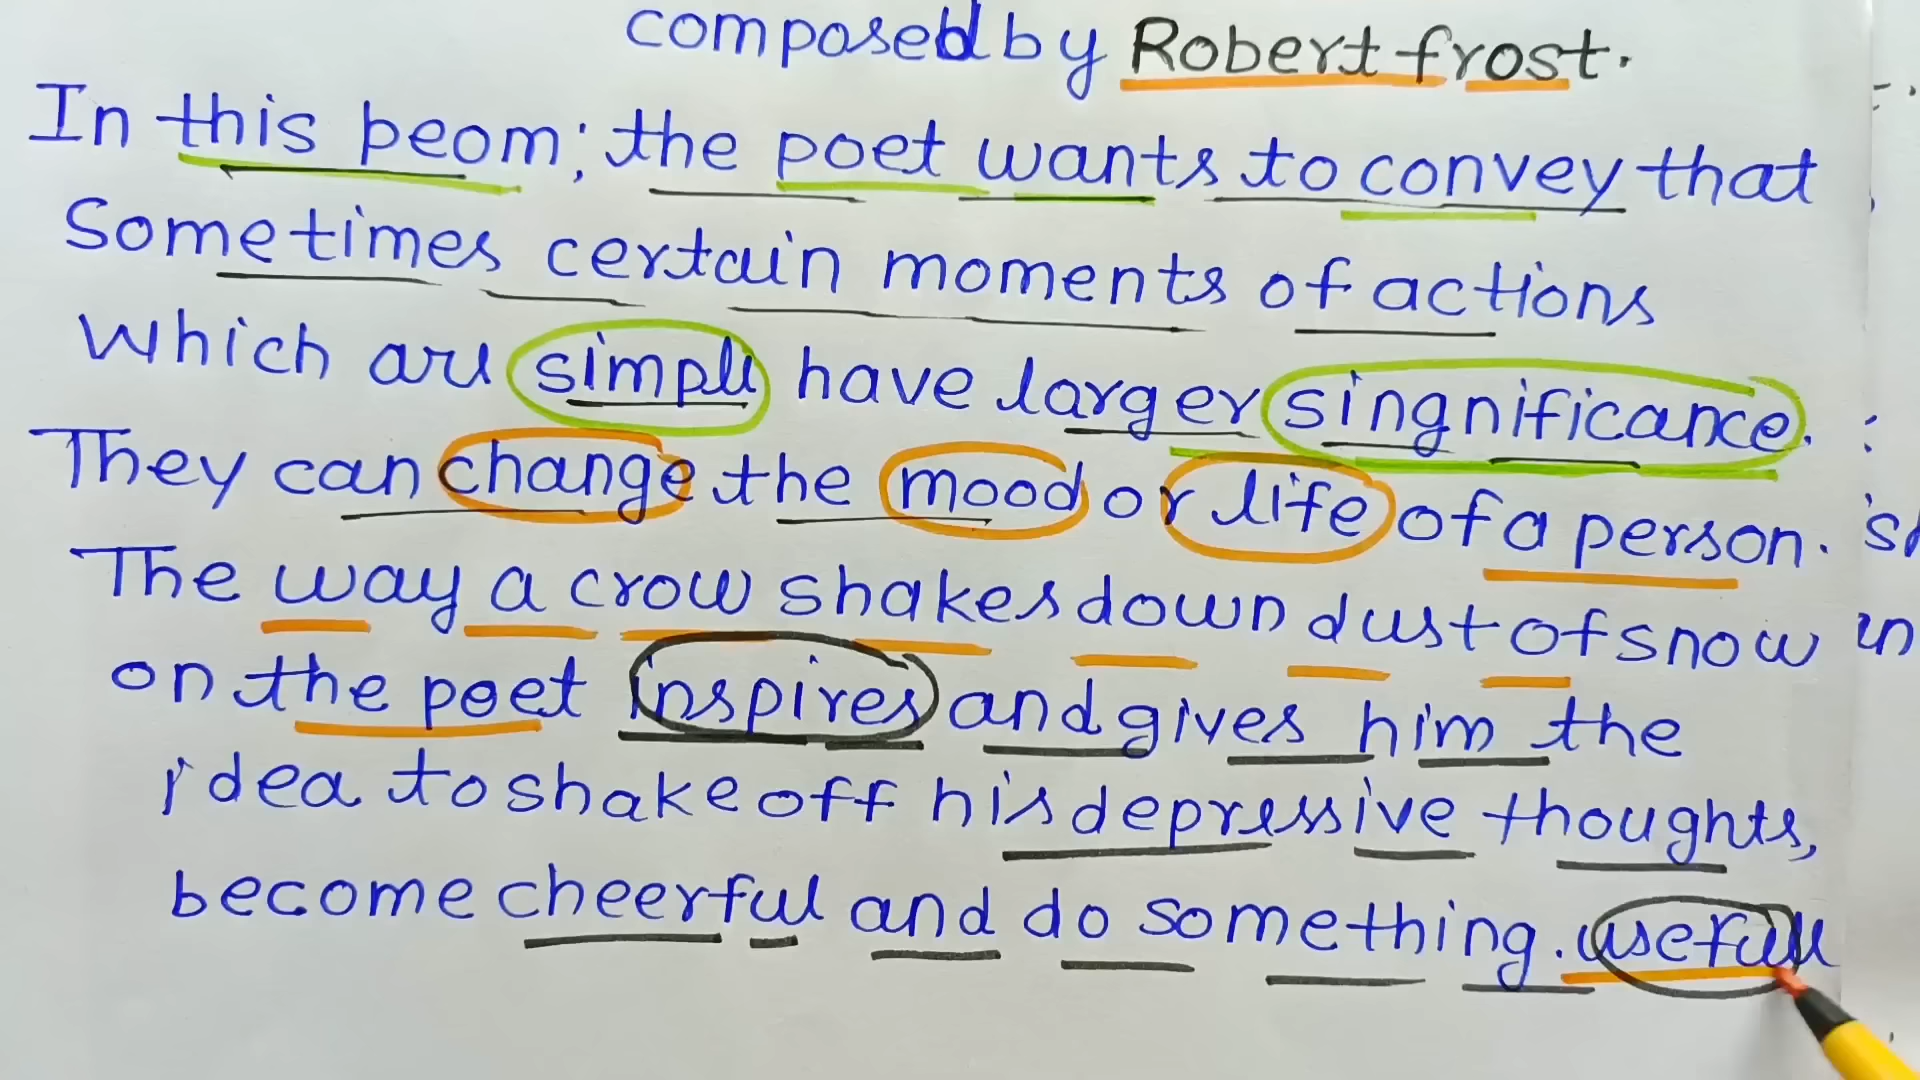 composed by Robert frost.
In this beom; the poet wants to convey that
Sometimes certain moments of actions
Which are simple have larger singnificance.
They can change the mood or life of a person.
The way a crow shakes down dust of snow
on the poet inspires and gives him the
idea to shake off his depressive thoughts,
become cheerful and do something. usefull